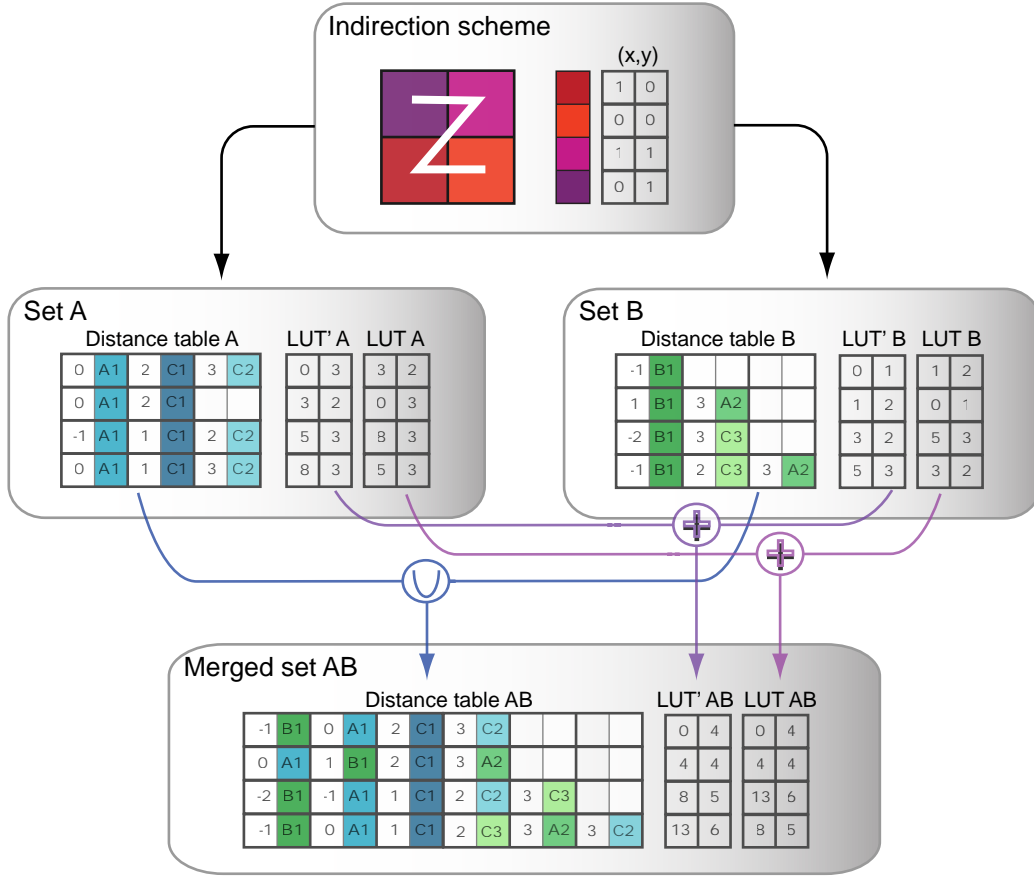 Indirection scheme
(x,y)
Z
1 0
0 0
1 1
0 1
Set A
Distance table A LUT' A LUT A
0 A1 2 C1 3 C2 0 3 3 2
0 A1 2 C1 3 2 0 3
-1 A1 1 C1 2 C2 5 3 8 3
0 A1 1 C1 3 C2 8 3 5 3
Set B
Distance table B LUT' B LUT B
-1 B1 0 1 1 2
1 B1 3 A2 1 2 0 1
-2 B1 3 C3 3 2 5 3
-1 B1 2 C3 3 A2 5 3 3 2
Merged set AB
Distance table AB LUT' AB LUT AB
-1 B1 0 A1 2 C1 3 C2 0 4 0 4
0 A1 1 B1 2 C1 3 A2 4 4 4 4
-2 B1 -1 A1 1 C1 2 C2 3 C3 8 5 13 6
-1 B1 0 A1 1 C1 2 C3 3 A2 3 C2 13 6 8 5